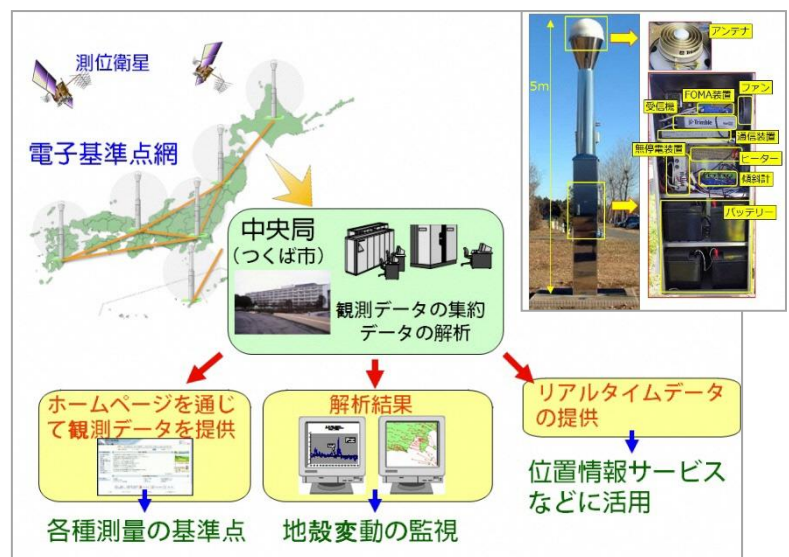 測位衛星
電子基準点網
5m
アンテナ
FOMA装置
ファン
受信機
Trimble
通信装置
無停電装置
ヒーター
傾斜計
バッテリー
中央局
(つくば市)
観測データの集約
データの解析
ホームページを通じ
て観測データを提供
各種測量の基準点
解析結果
地殻変動の監視
リアルタイムデータ
の提供
位置情報サービス
などに活用